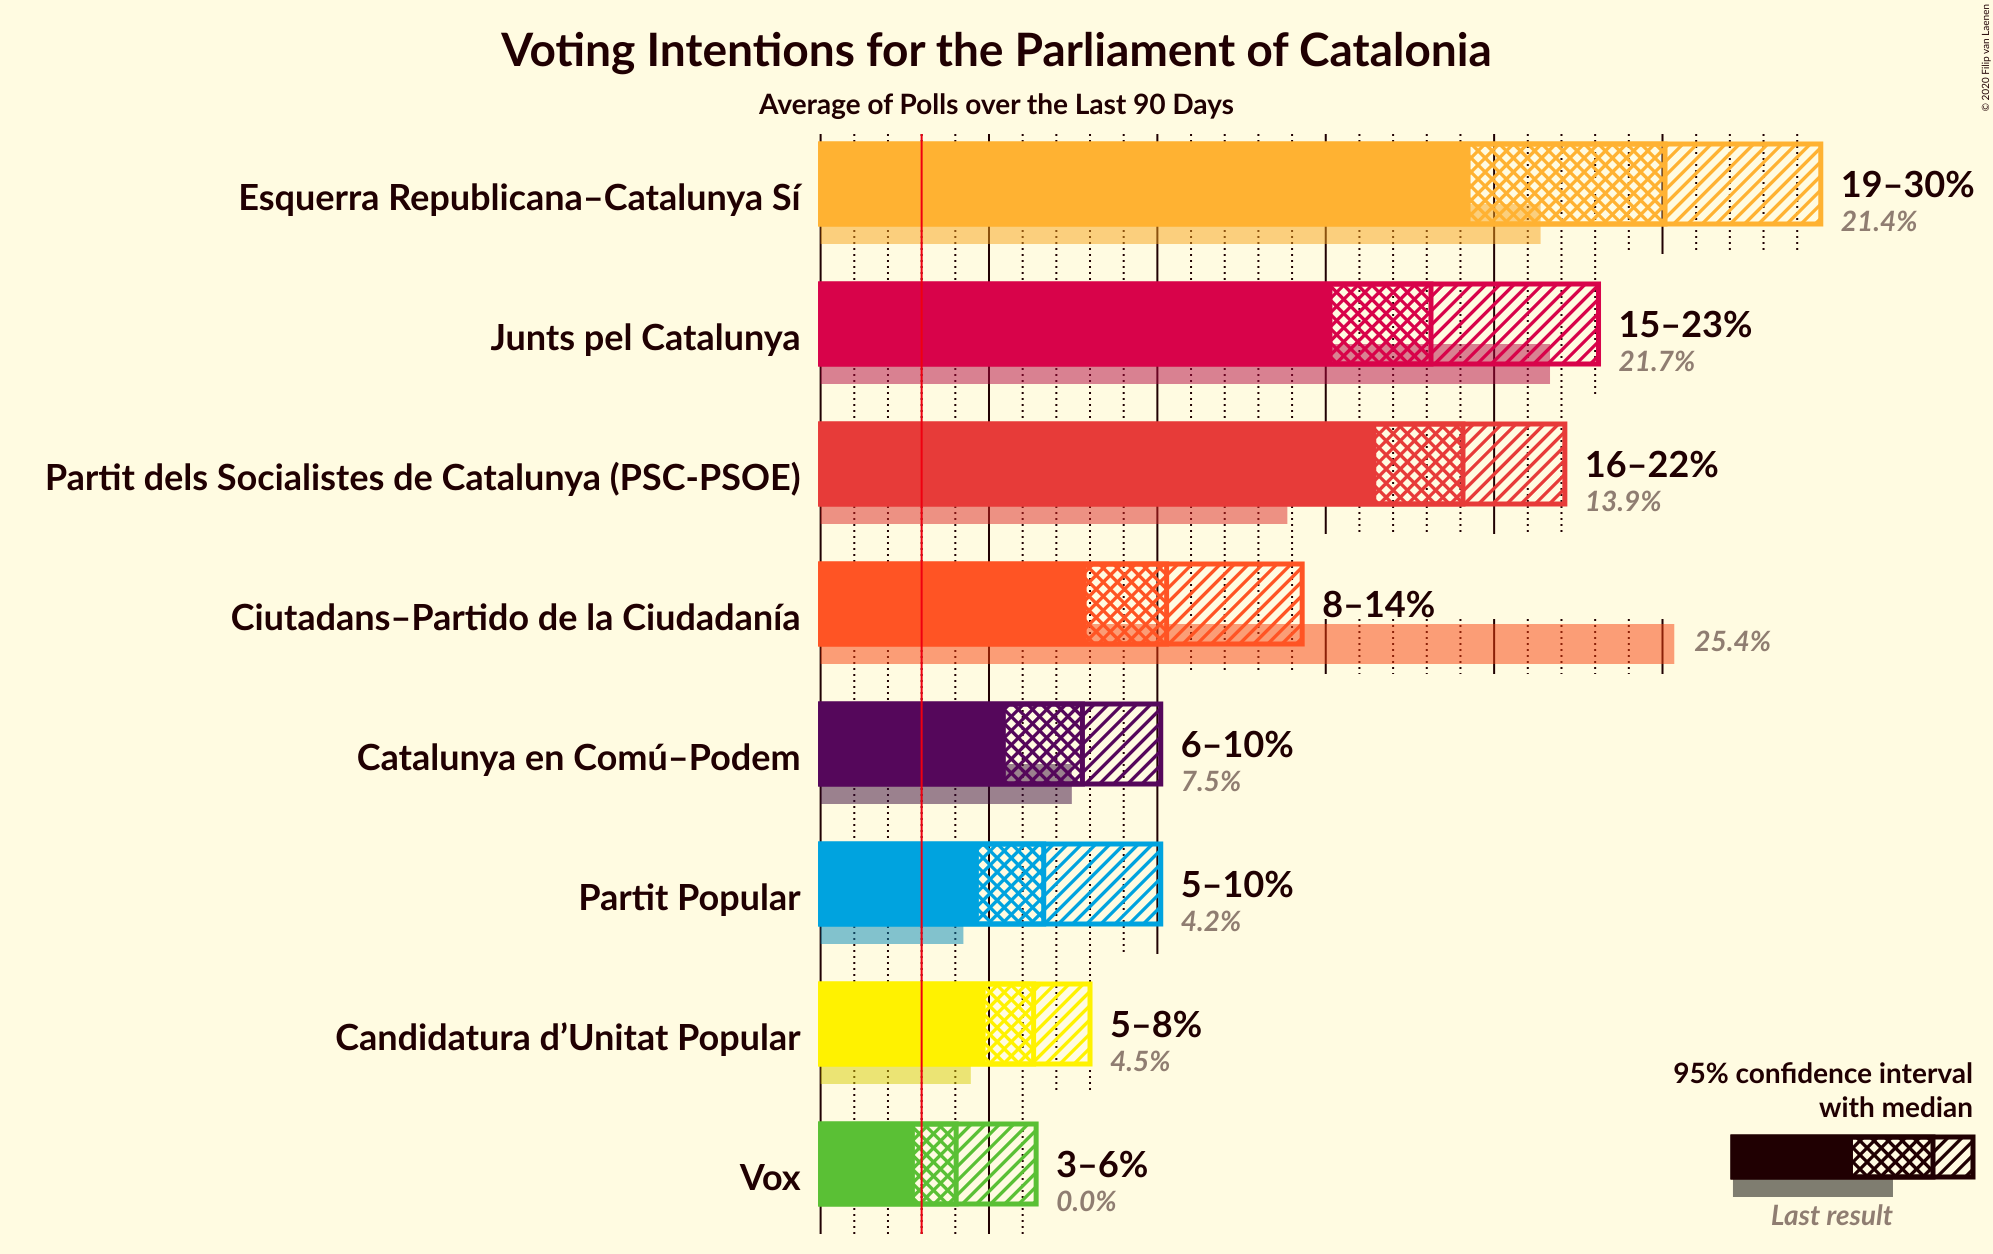 Voting Intentions for the Parliament of Catalonia
Average of Polls over the Last 90 Days
© 2020 Filip van Laenen
Esquerra Republicana–Catalunya Sí
19–30%
21.4%
Junts pel Catalunya
15–23%
21.7%
Partit dels Socialistes de Catalunya (PSC-PSOE)
16–22%
13.9%
Ciutadans–Partido de la Ciudadanía
8–14%
25.4%
Catalunya en Comú–Podem
6–10%
7.5%
Partit Popular
5–10%
4.2%
Candidatura d’Unitat Popular
5–8%
4.5%
Vox
3–6%
0.0%
95% confidence interval
with median
Last result